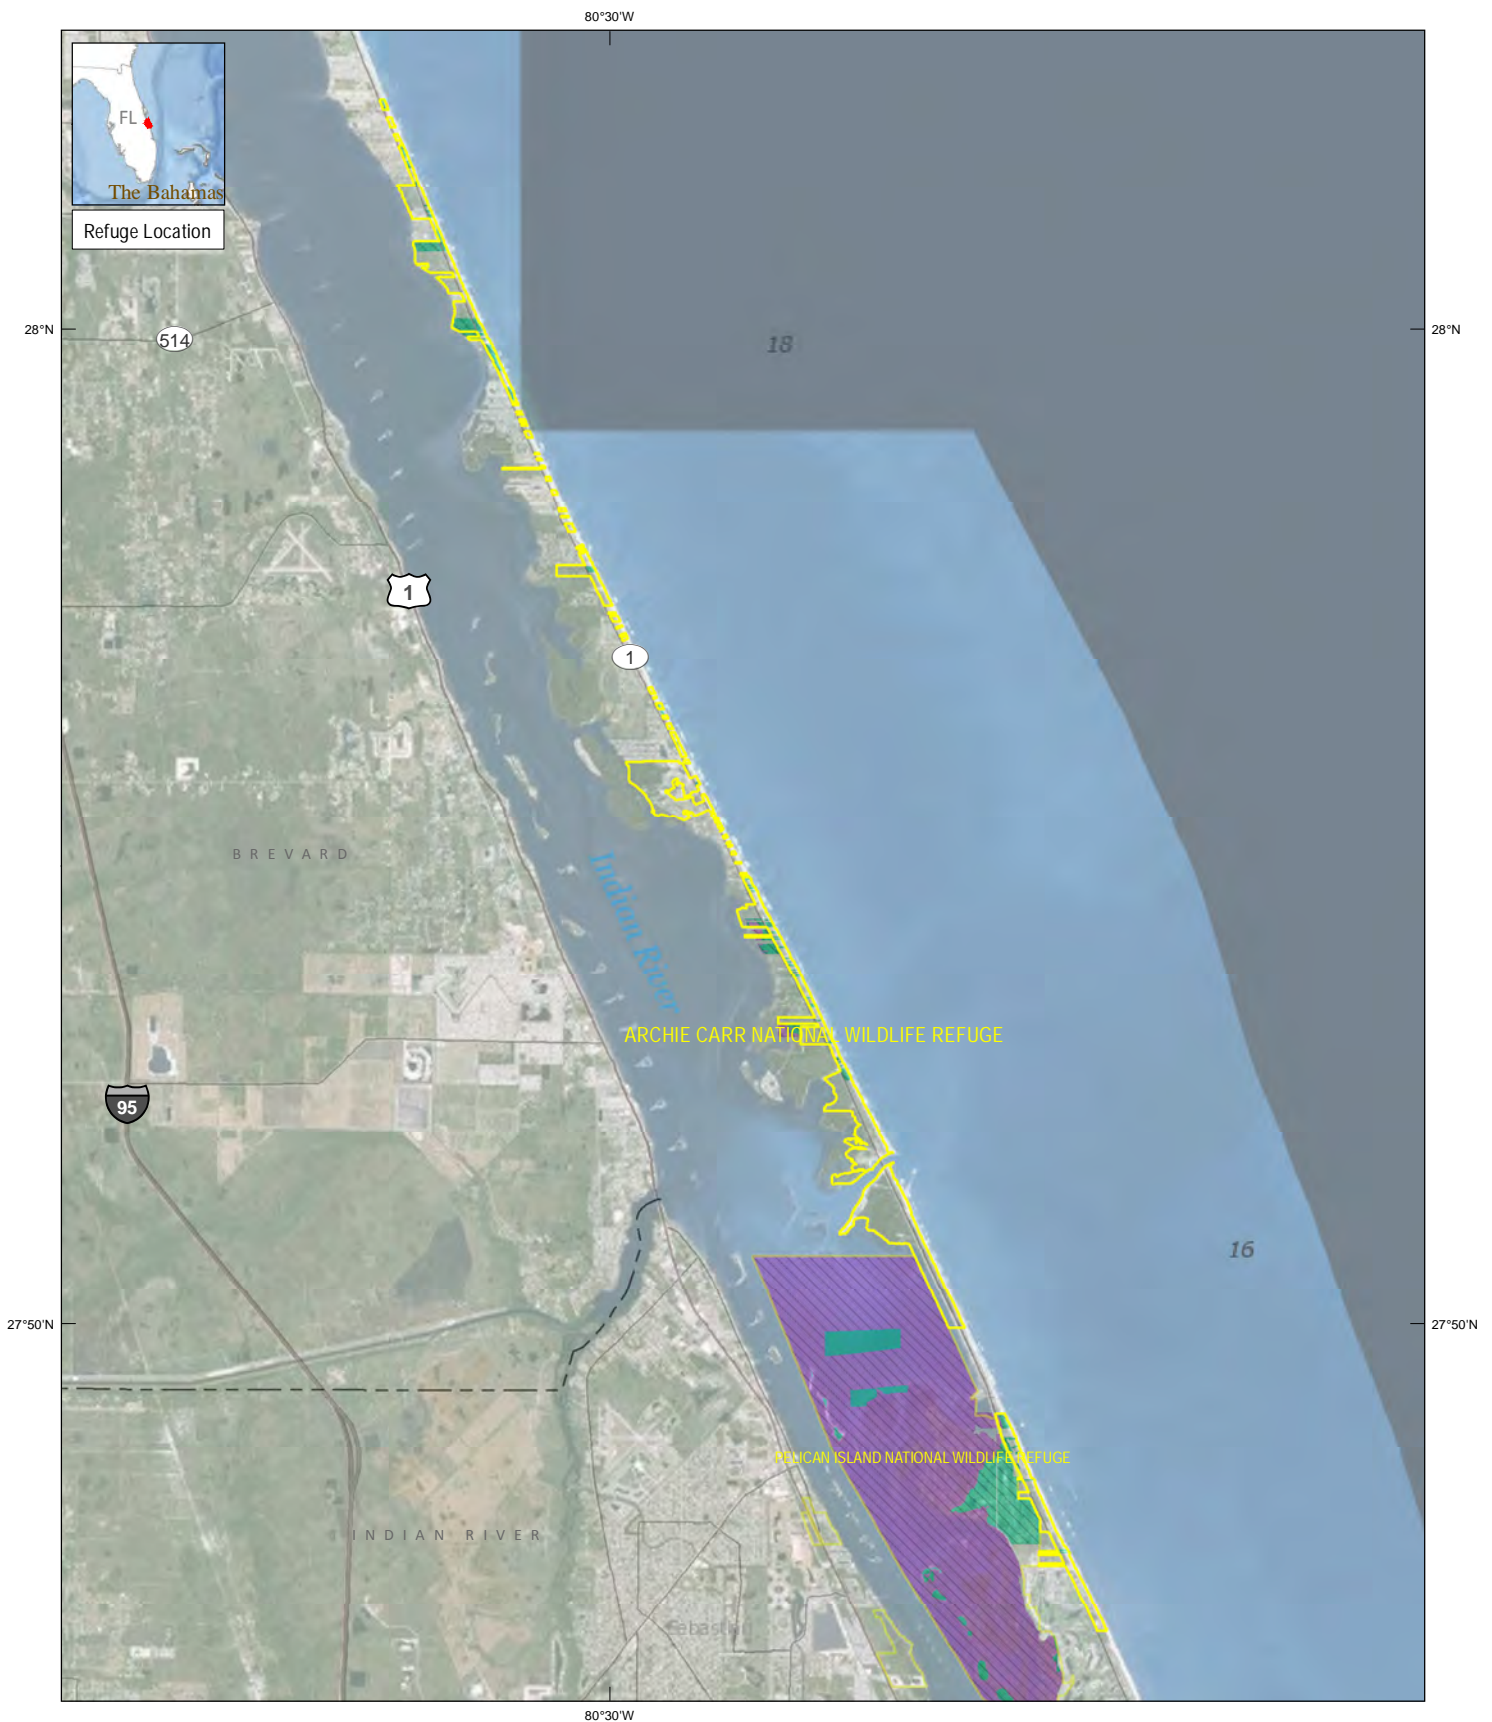 80°30'W
FL
The Bahamas
Refuge Location
28°N
28°N
514
18
1
1
BREVARD
Indian River
ARCHIE CARR NATIONAL WILDLIFE REFUGE
95
16
27°50'N
27°50'N
PELICAN ISLAND NATIONAL WILDLIFE REFUGE
INDIAN RIVER
Sebastian
80°30'W